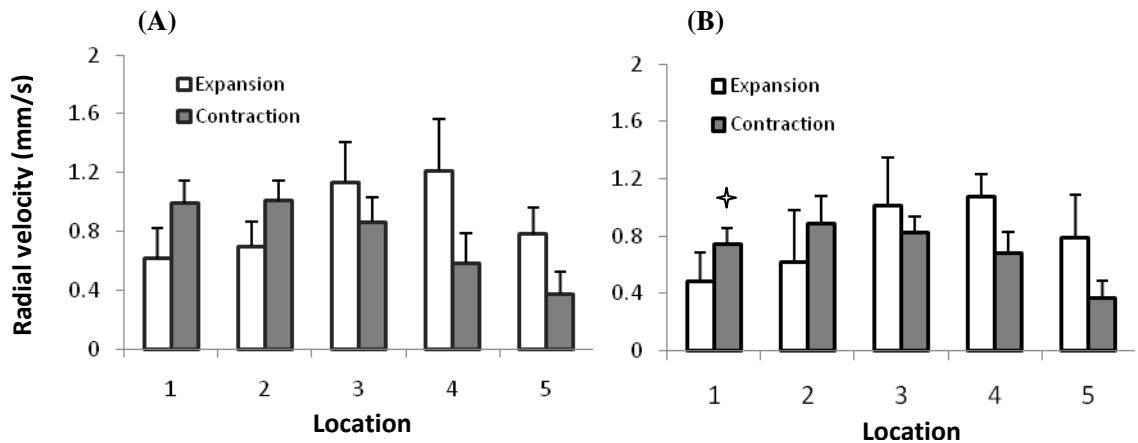 (A)
Radial velocity (mm/s)
2
1.6
1.2
0.8
0.4
0
Expansion
Contraction
1 2 3 4 5
Location
(B)
2
1.6
1.2
0.8
0.4
0
Expansion
Contraction
1 2 3 4 5
Location